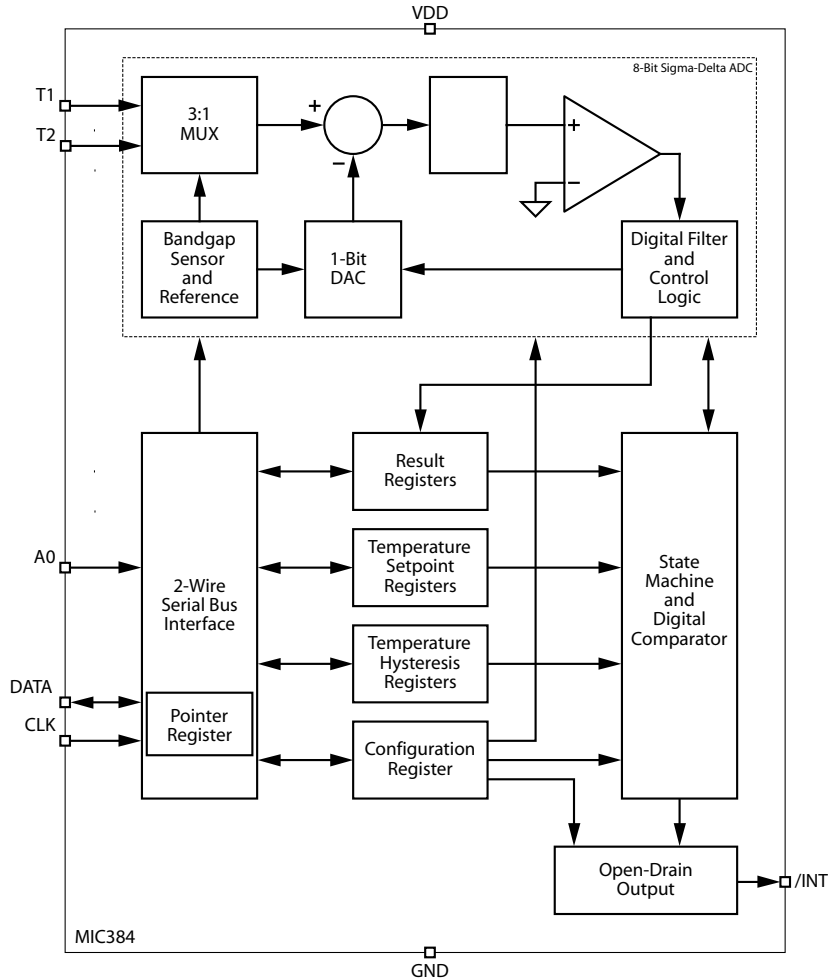 VDD
8-Bit Sigma-Delta ADC
T1
T2
3:1
MUX
+
–
+
–
Bandgap
Sensor
and
Reference
1-Bit
DAC
Digital Filter
and
Control
Logic
Result
Registers
A0
2-Wire
Serial Bus
Interface
Temperature
Setpoint
Registers
State
Machine
and
Digital
Comparator
Temperature
Hysteresis
Registers
DATA
CLK
Pointer
Register
Configuration
Register
Open-Drain
Output
/INT
MIC384
GND